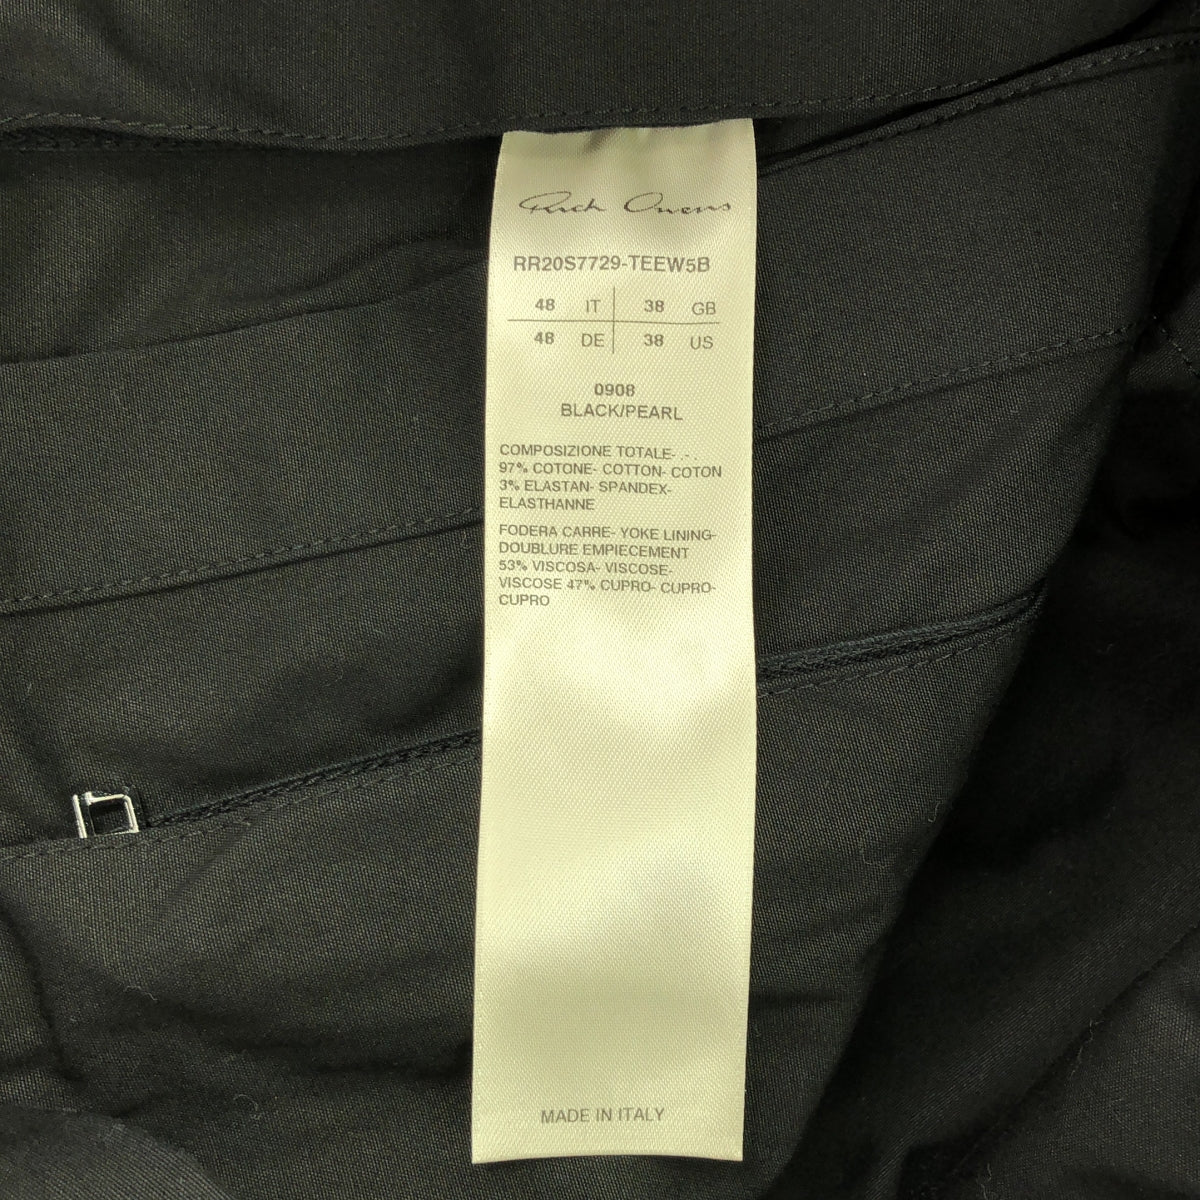 Rick Owens
RR20S7729-TEEW5B
48 IT 38 GB
48 DE 38 US
0908
BLACK/PEARL
COMPOSIZIONE TOTALE- . - .
97% COTONE- COTTON- COTON
3% ELASTAN- SPANDEX-
ELASTHANNE
FODERA CARRE- YOKE LINING-
DOUBLURE EMPIECEMENT
53% VISCOSA- VISCOSE-
VISCOSE 47% CUPRO- CUPRO-
CUPRO
MADE IN ITALY